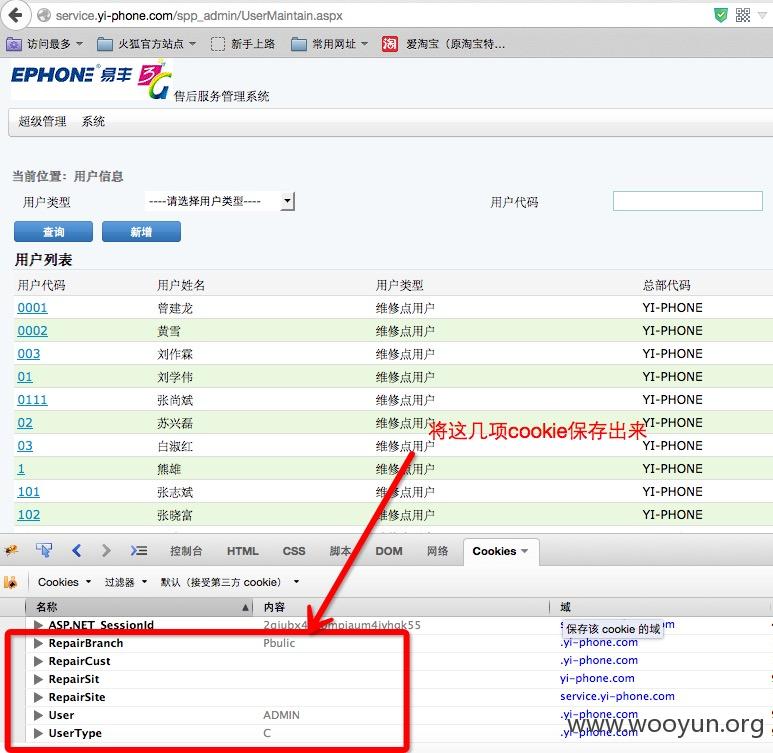 service.yi-phone.com/spp_admin/UserMaintain.aspx
访问最多 火狐官方站点 新手上路 常用网址 淘 爱淘宝（原淘宝特...
EPHONE 易丰 3G 售后服务管理系统
超级管理 系统
当前位置：用户信息
用户类型 ----请选择用户类型---- 用户代码
查询 新增
用户列表
用户代码 用户姓名 用户类型 总部代码
0001 曾建龙 维修点用户 YI-PHONE
0002 黄雪 维修点用户 YI-PHONE
003 刘作霖 维修点用户 YI-PHONE
01 刘学伟 维修点用户 YI-PHONE
0111 张尚斌 维修点用户 YI-PHONE
02 苏兴磊 维修点用户 YI-PHONE
将这几项cookie保存出来
03 白淑红 维修点用户 YI-PHONE
1 熊雄 维修点用户 YI-PHONE
101 张志斌 维修点用户 YI-PHONE
102 张晓富 维修点用户 YI-PHONE
控制台 HTML CSS 脚本 DOM 网络 Cookies
Cookies 过滤器 默认（接受第三方 cookie）
名称 内容 域
ASP.NET_SessionId
保存该 cookie 的域
RepairBranch Pbulic .yi-phone.com
RepairCust .yi-phone.com
RepairSit yi-phone.com
RepairSite service.yi-phone.com
User ADMIN .yi-phone.com
UserType C .yi-phone.com
www.wooyun.org